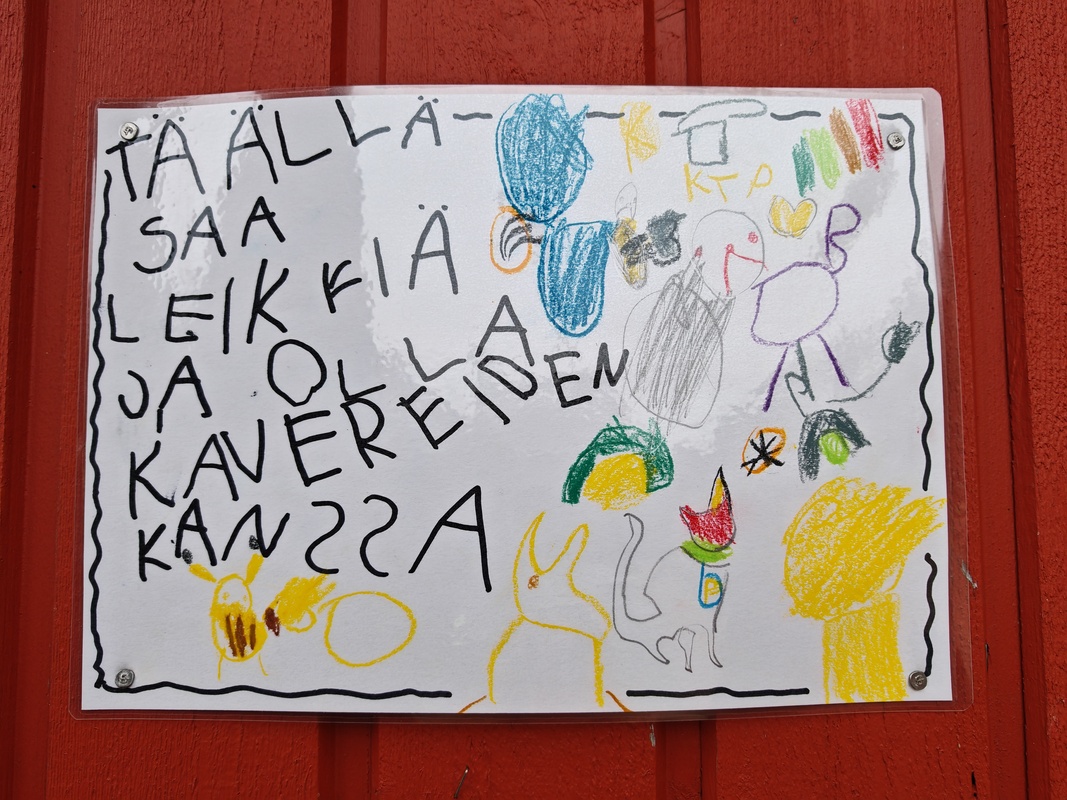 TÄÄLLÄ
SAA
LEIKKIÄ
JA OLLA
KAVEREIDEN
KANSSA
KTP